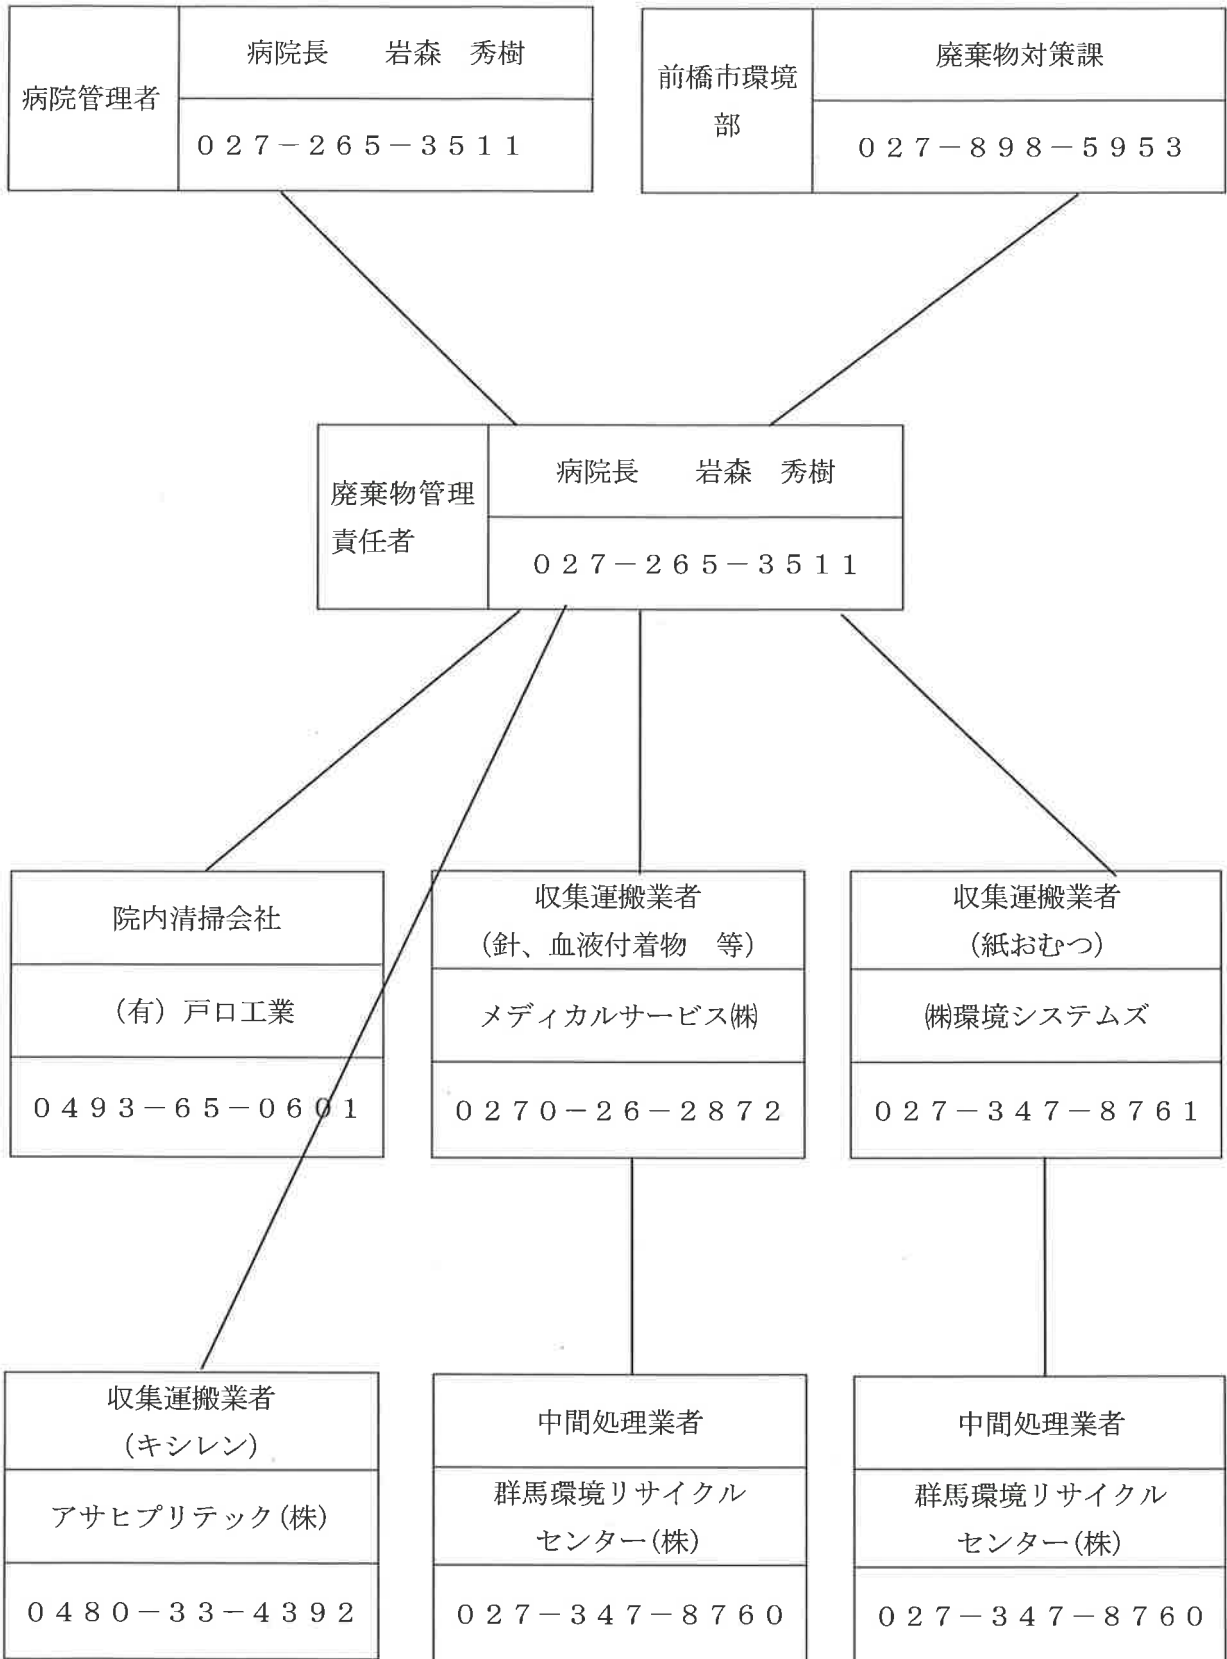 病院管理者
病院長　　岩森　秀樹
０２７－２６５－３５１１
前橋市環境
部
廃棄物対策課
０２７－８９８－５９５３
廃棄物管理
責任者
病院長　　岩森　秀樹
０２７－２６５－３５１１
院内清掃会社
（有）戸口工業
０４９３－６５－０６０１
収集運搬業者
（針、血液付着物　等）
メディカルサービス㈱
０２７０－２６－２８７２
収集運搬業者
（紙おむつ）
㈱環境システムズ
０２７－３４７－８７６１
収集運搬業者
（キシレン）
アサヒプリテック（株）
０４８０－３３－４３９２
中間処理業者
群馬環境リサイクル
センター（株）
０２７－３４７－８７６０
中間処理業者
群馬環境リサイクル
センター（株）
０２７－３４７－８７６０